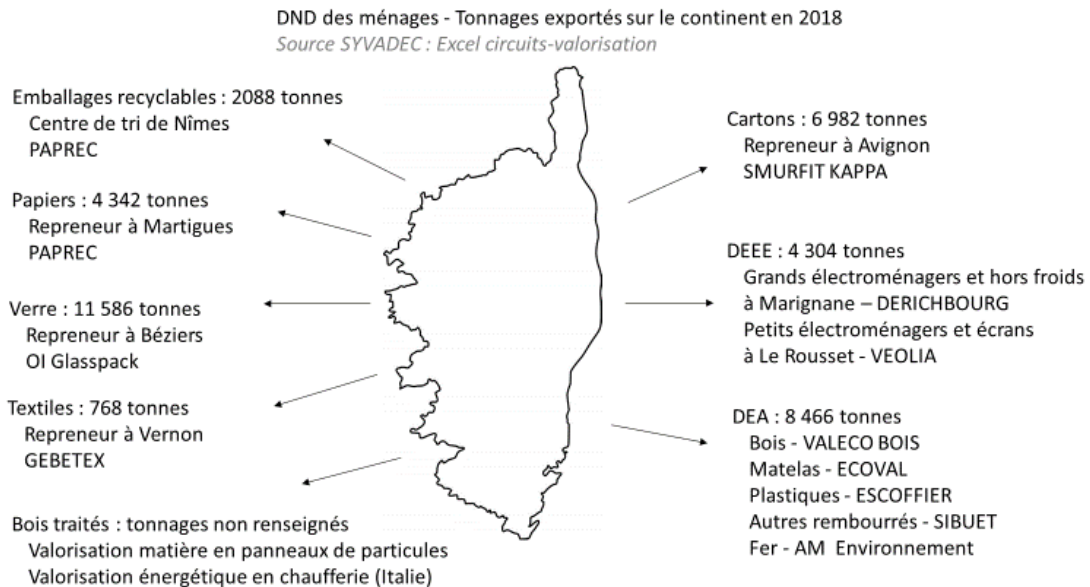 DND des ménages - Tonnages exportés sur le continent en 2018
Source SYVADEC : Excel circuits-valorisation
Emballages recyclables : 2088 tonnes
Centre de tri de Nîmes
PAPREC
Papiers : 4 342 tonnes
Repreneur à Martigues
PAPREC
Verre : 11 586 tonnes
Repreneur à Béziers
OI Glasspack
Textiles : 768 tonnes
Repreneur à Vernon
GEBETEX
Bois traités : tonnages non renseignés
Valorisation matière en panneaux de particules
Valorisation énergétique en chaufferie (Italie)
Cartons : 6 982 tonnes
Repreneur à Avignon
SMURFIT KAPPA
DEEE : 4 304 tonnes
Grands électroménagers et hors froids
à Marignane – DERICHBOURG
Petits électroménagers et écrans
à Le Rousset - VEOLIA
DEA : 8 466 tonnes
Bois - VALECO BOIS
Matelas - ECOVAL
Plastiques - ESCOFFIER
Autres rembourrés - SIBUET
Fer - AM  Environnement